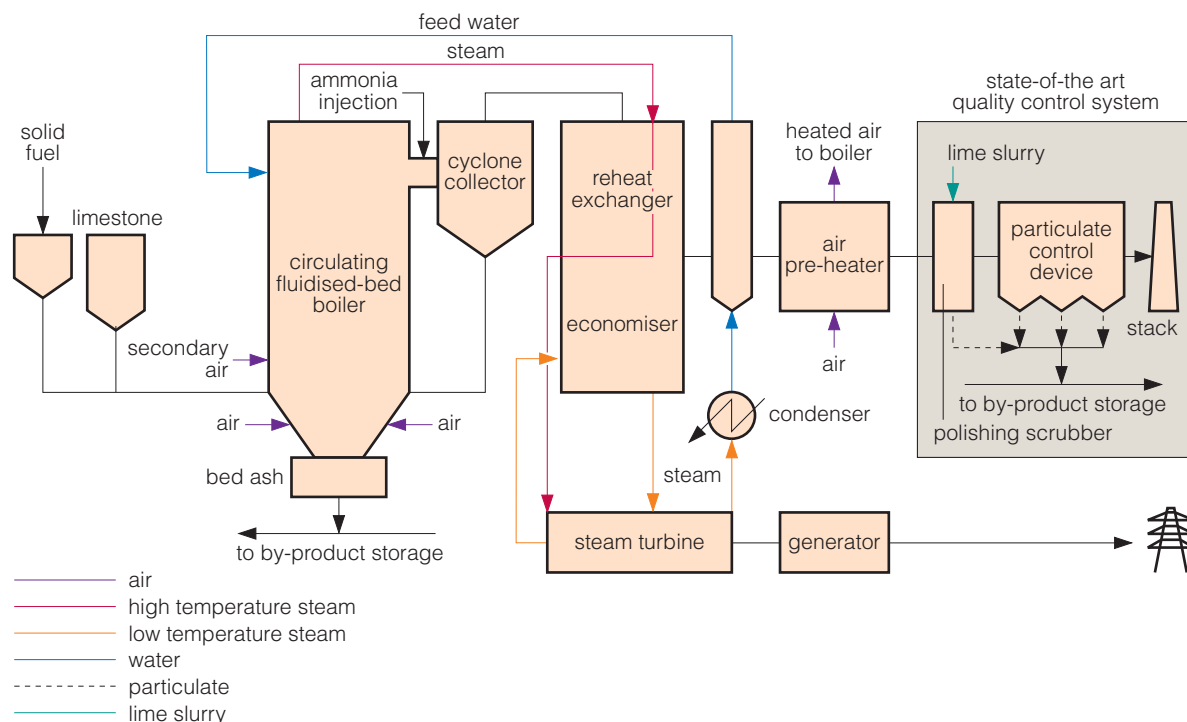 feed water
steam
ammonia
injection
state-of-the art
quality control system
solid
fuel
heated air
to boiler
lime slurry
cyclone
collector
reheat
exchanger
limestone
particulate
control
device
air
pre-heater
circulating
fluidised-bed
boiler
economiser
stack
secondary
air
air
to by-product storage
condenser
polishing scrubber
air
air
bed ash
steam
steam turbine
generator
to by-product storage
air
high temperature steam
low temperature steam
water
particulate
lime slurry